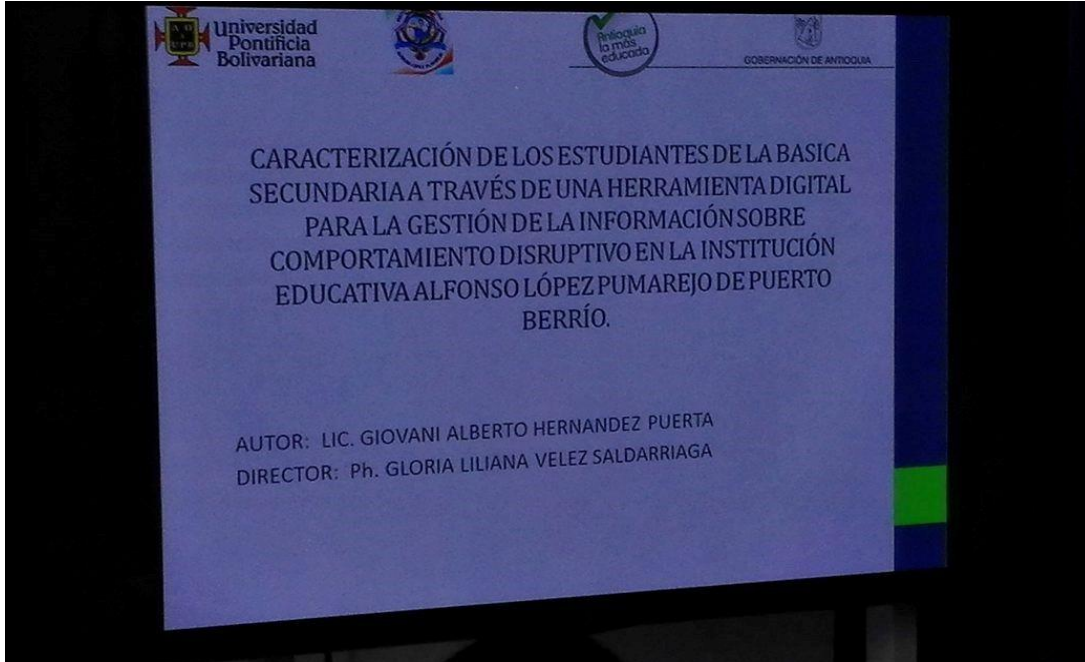 Universidad
Pontificia
Bolivariana
Antioquia
la más
educada
GOBERNACIÓN DE ANTIOQUIA
CARACTERIZACIÓN DE LOS ESTUDIANTES DE LA BASICA
SECUNDARIA A TRAVÉS DE UNA HERRAMIENTA DIGITAL
PARA LA GESTIÓN DE LA INFORMACIÓN SOBRE
COMPORTAMIENTO DISRUPTIVO EN LA INSTITUCIÓN
EDUCATIVA ALFONSO LÓPEZ PUMAREJO DE PUERTO
BERRÍO.
AUTOR: LIC. GIOVANI ALBERTO HERNANDEZ PUERTA
DIRECTOR: Ph. GLORIA LILIANA VELEZ SALDARRIAGA